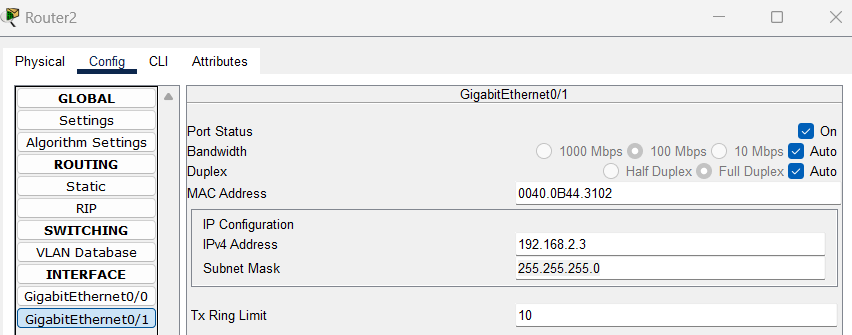 Router2
Physical Config CLI Attributes
GLOBAL
Settings
Algorithm Settings
ROUTING
Static
RIP
SWITCHING
VLAN Database
INTERFACE
GigabitEthernet0/0
GigabitEthernet0/1
GigabitEthernet0/1
Port Status On
Bandwidth 1000 Mbps 100 Mbps 10 Mbps Auto
Duplex Half Duplex Full Duplex Auto
MAC Address 0040.0B44.3102
IP Configuration
IPv4 Address 192.168.2.3
Subnet Mask 255.255.255.0
Tx Ring Limit 10